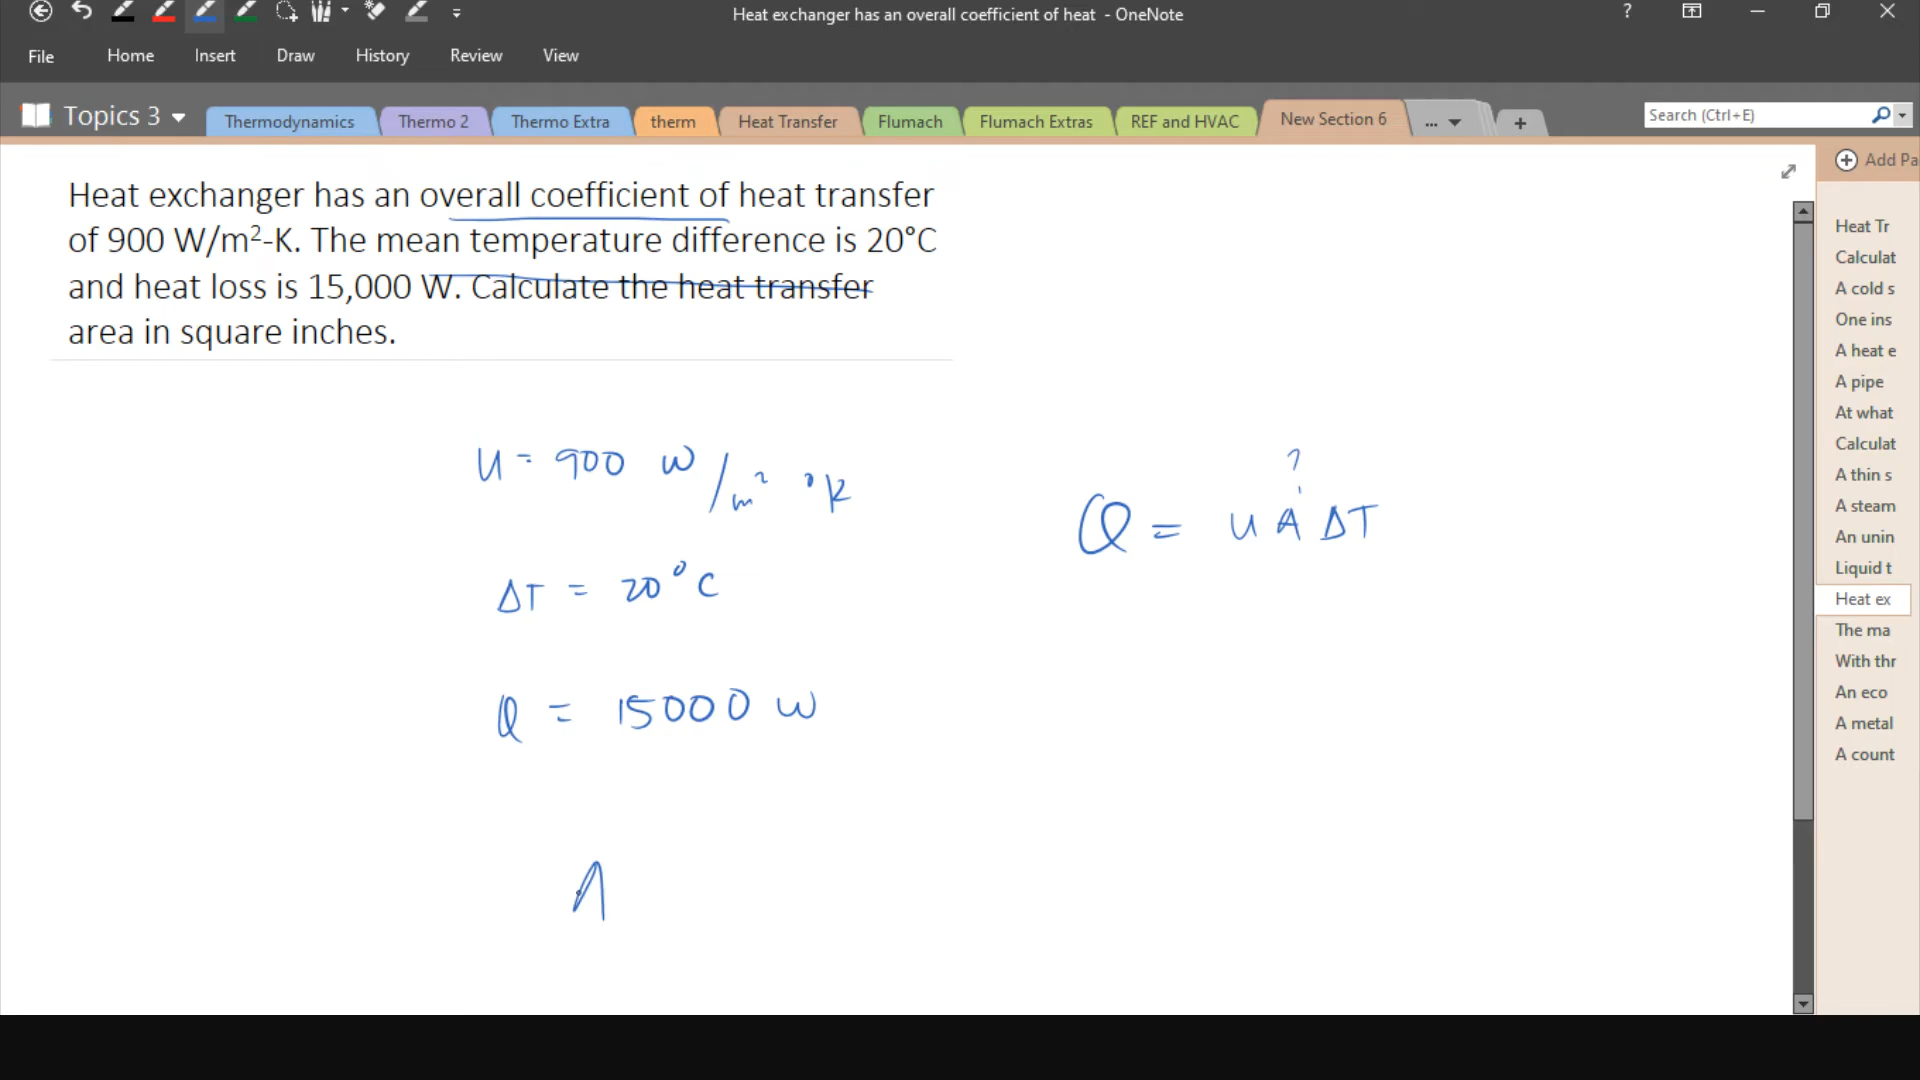 Heat exchanger has an overall coefficient of heat - OneNote
?
File Home Insert Draw History Review View
Topics 3
Thermodynamics Thermo 2 Thermo Extra therm Heat Transfer Flumach Flumach Extras REF and HVAC New Section 6 ...
Search (Ctrl+E)
Add Pa
Heat exchanger has an overall coefficient of heat transfer
of 900 W/m²-K. The mean temperature difference is 20°C
and heat loss is 15,000 W. Calculate the heat transfer
area in square inches.
U = 900 W/m² °K
ΔT = 20°C
Q = 15000 W
A
?
Q = U A ΔT
Heat Tr
Calculat
A cold s
One ins
A heat e
A pipe
At what
Calculat
A thin s
A steam
An unin
Liquid t
Heat ex
The ma
With thr
An eco
A metal
A count